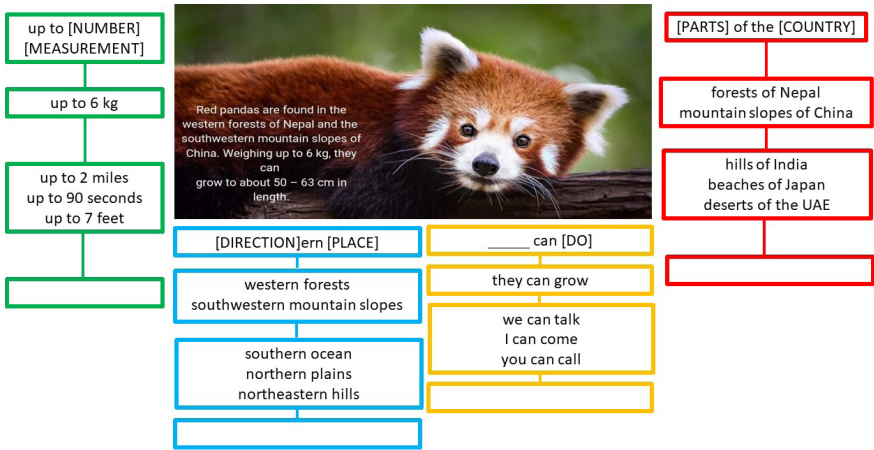 up to [NUMBER]
[MEASUREMENT]
up to 6 kg
up to 2 miles
up to 90 seconds
up to 7 feet
Red pandas are found in the
western forests of Nepal and the
southwestern mountain slopes of
China. Weighing up to 6 kg, they
can
grow to about 50 – 63 cm in
length.
[DIRECTION]ern [PLACE]
western forests
southwestern mountain slopes
southern ocean
northern plains
northeastern hills
_____ can [DO]
they can grow
we can talk
I can come
you can call
[PARTS] of the [COUNTRY]
forests of Nepal
mountain slopes of China
hills of India
beaches of Japan
deserts of the UAE